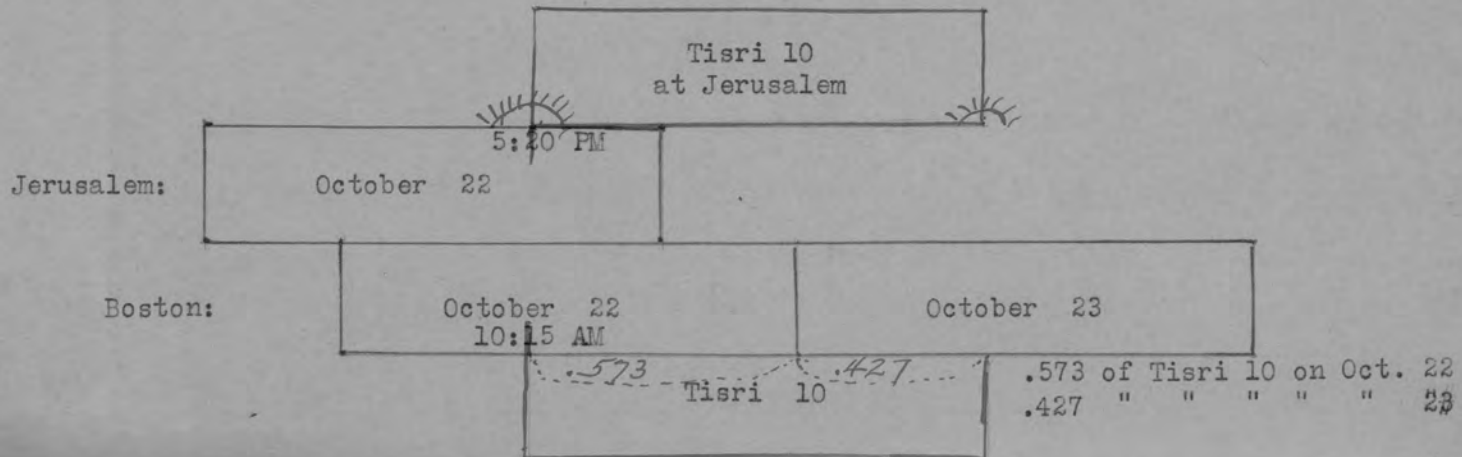 Tisri 10
at Jerusalem
5:20 PM
Jerusalem: October 22
Boston: October 22 October 23
10:15 AM
.573 .427
Tisri 10
.573 of Tisri 10 on Oct. 22
.427 " " " " " 23